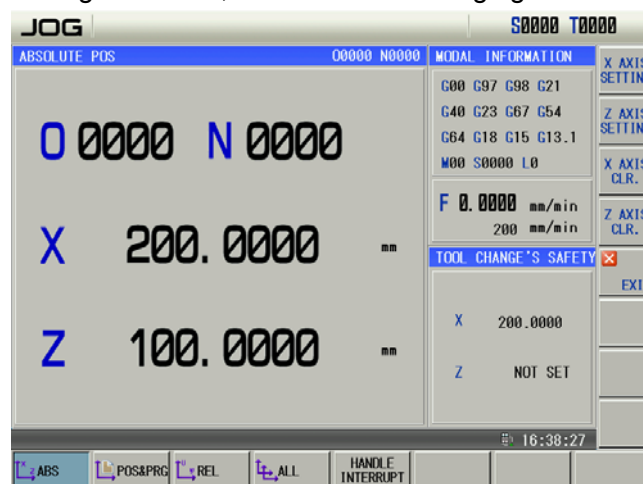 JOG
S0000 T0000
ABSOLUTE POS O0000 N0000
O 0000 N 0000
X 200.0000 mm
Z 100.0000 mm
MODAL INFORMATION
G00 G97 G98 G21
G40 G23 G67 G54
G64 G18 G15 G13.1
M00 S0000 L0
F 0.0000 mm/min
200 mm/min
TOOL CHANGE'S SAFETY
X 200.0000
Z NOT SET
X AXIS
SETTIN
Z AXIS
SETTIN
X AXIS
CLR.
Z AXIS
CLR.
EXI
16:38:27
ABS
POS&PRG
REL
ALL
HANDLE
INTERRUPT